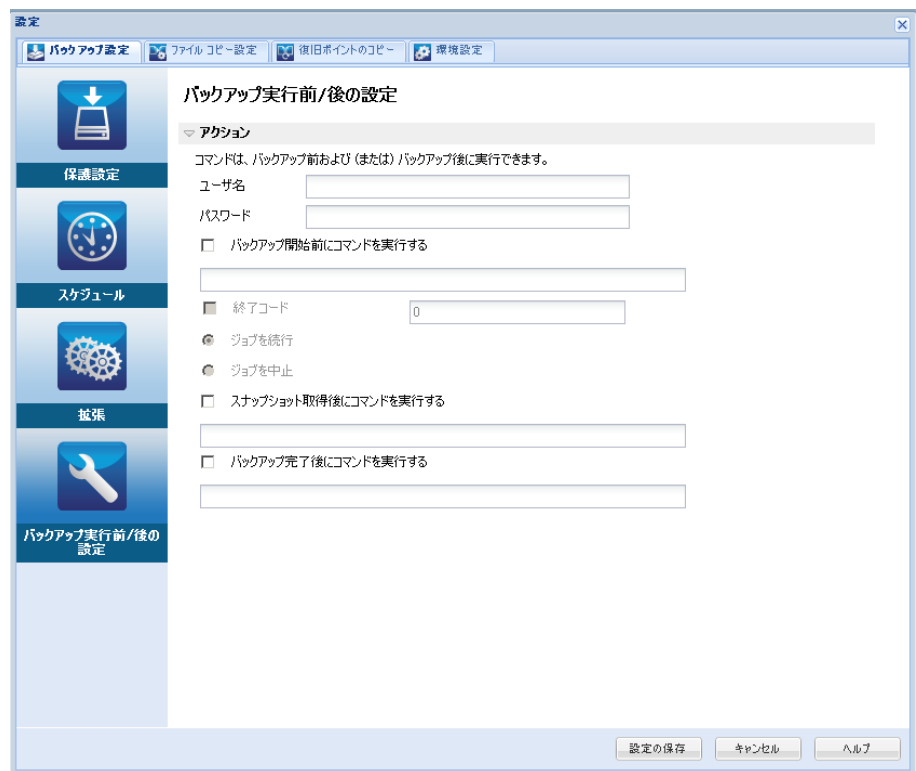 設定
バックアップ設定
ファイル コピー設定
復旧ポイントのコピー
環境設定
保護設定
スケジュール
拡張
バックアップ実行前/後の
設定
バックアップ実行前/後の設定
アクション
コマンドは、バックアップ前および (または) バックアップ後に実行できます。
ユーザ名
パスワード
バックアップ開始前にコマンドを実行する
終了コード
0
ジョブを続行
ジョブを中止
スナップショット取得後にコマンドを実行する
バックアップ完了後にコマンドを実行する
設定の保存
キャンセル
ヘルプ